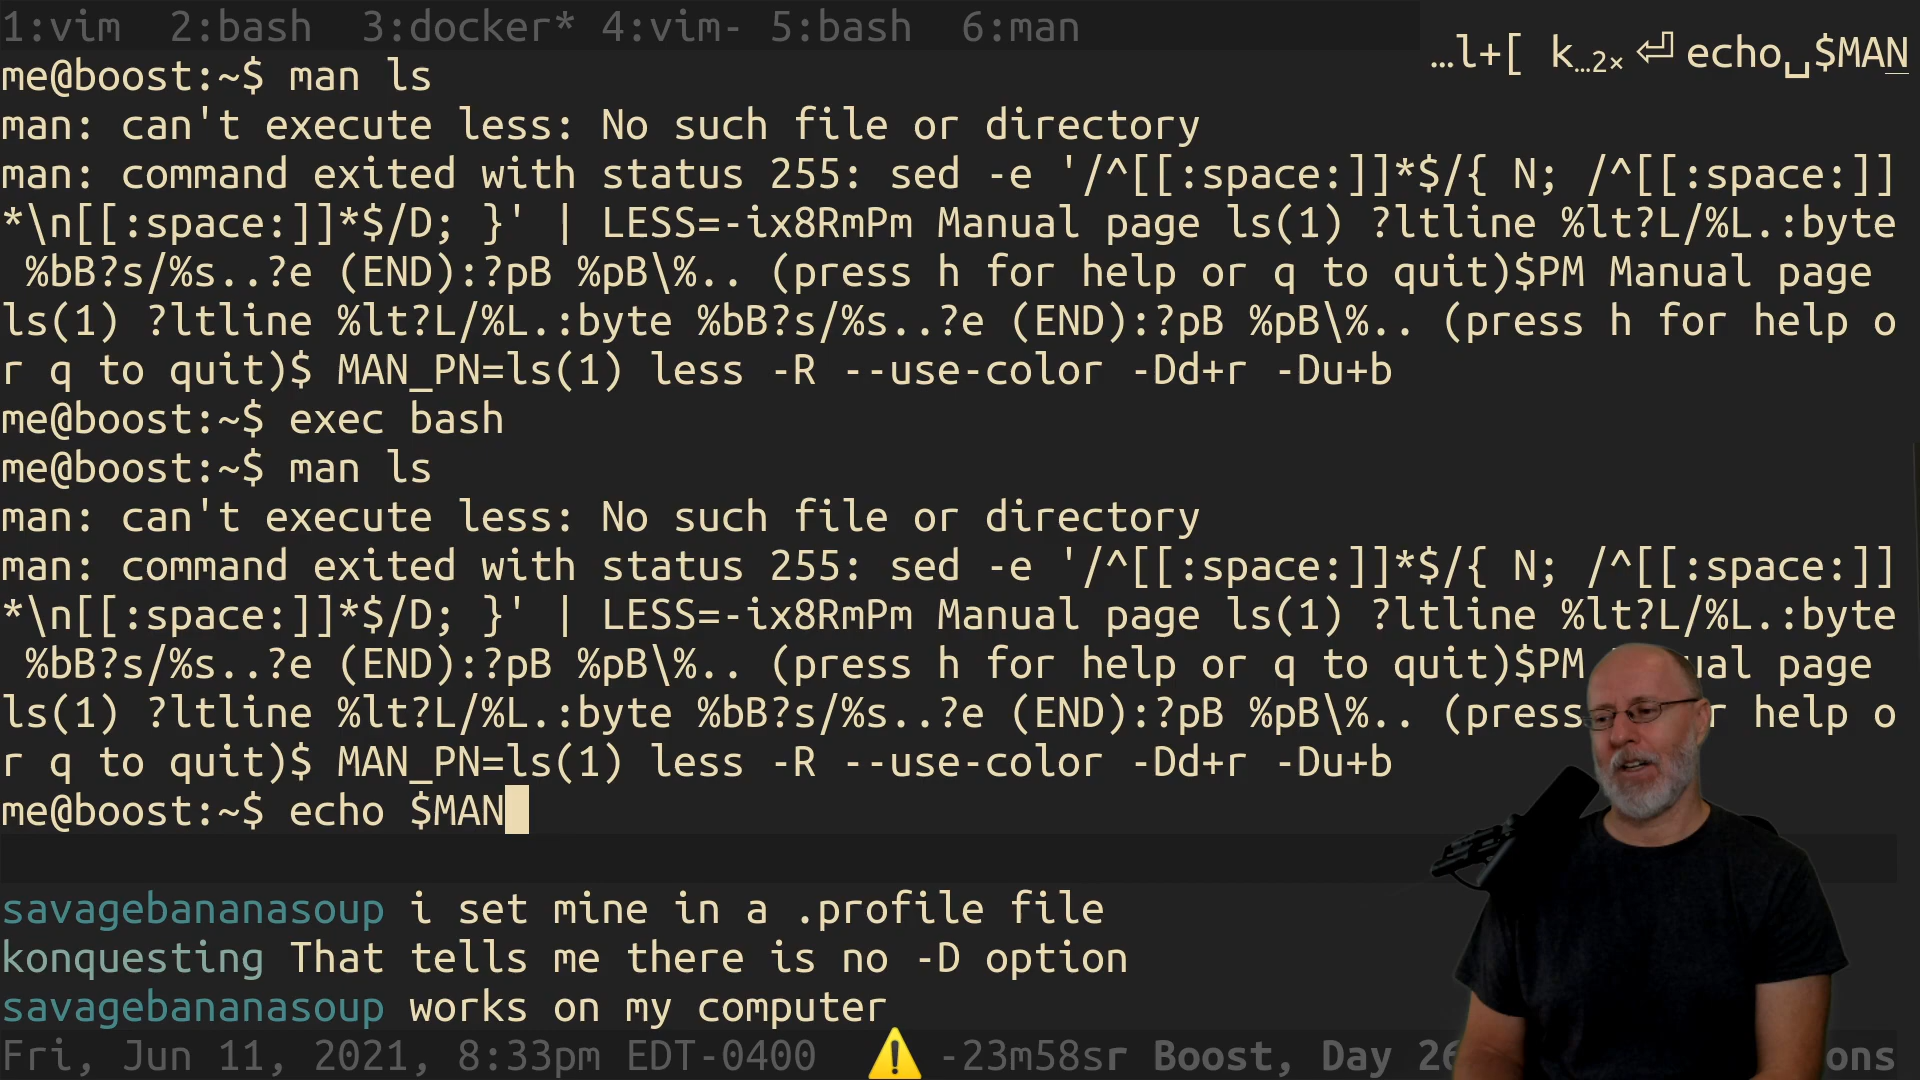 1:vim  2:bash  3:docker* 4:vim- 5:bash  6:man
…l+[ k…2×⏎echo␣$MAN
me@boost:~$ man ls
man: can't execute less: No such file or directory
man: command exited with status 255: sed -e '/^[[:space:]]*$/{ N; /^[[:space:]]
*\n[[:space:]]*$/D; }' | LESS=-ix8RmPm Manual page ls(1) ?ltline %lt?L/%L.:byte
%bB?s/%s..?e (END):?pB %pB\%.. (press h for help or q to quit)$PM Manual page
ls(1) ?ltline %lt?L/%L.:byte %bB?s/%s..?e (END):?pB %pB\%.. (press h for help o
r q to quit)$ MAN_PN=ls(1) less -R --use-color -Dd+r -Du+b
me@boost:~$ exec bash
me@boost:~$ man ls
man: can't execute less: No such file or directory
man: command exited with status 255: sed -e '/^[[:space:]]*$/{ N; /^[[:space:]]
*\n[[:space:]]*$/D; }' | LESS=-ix8RmPm Manual page ls(1) ?ltline %lt?L/%L.:byte
%bB?s/%s..?e (END):?pB %pB\%.. (press h for help or q to quit)$PM page
ls(1) ?ltline %lt?L/%L.:byte %bB?s/%s..?e (END):?pB %pB\%.. (press help o
r q to quit)$ MAN_PN=ls(1) less -R --use-color -Dd+r -Du+b
me@boost:~$ echo $MAN
savagebananasoup i set mine in a .profile file
konquesting That tells me there is no -D option
savagebananasoup works on my computer
Fri, Jun 11, 2021, 8:33pm EDT-0400 ⚠ -23m58sr Boost, Day 26